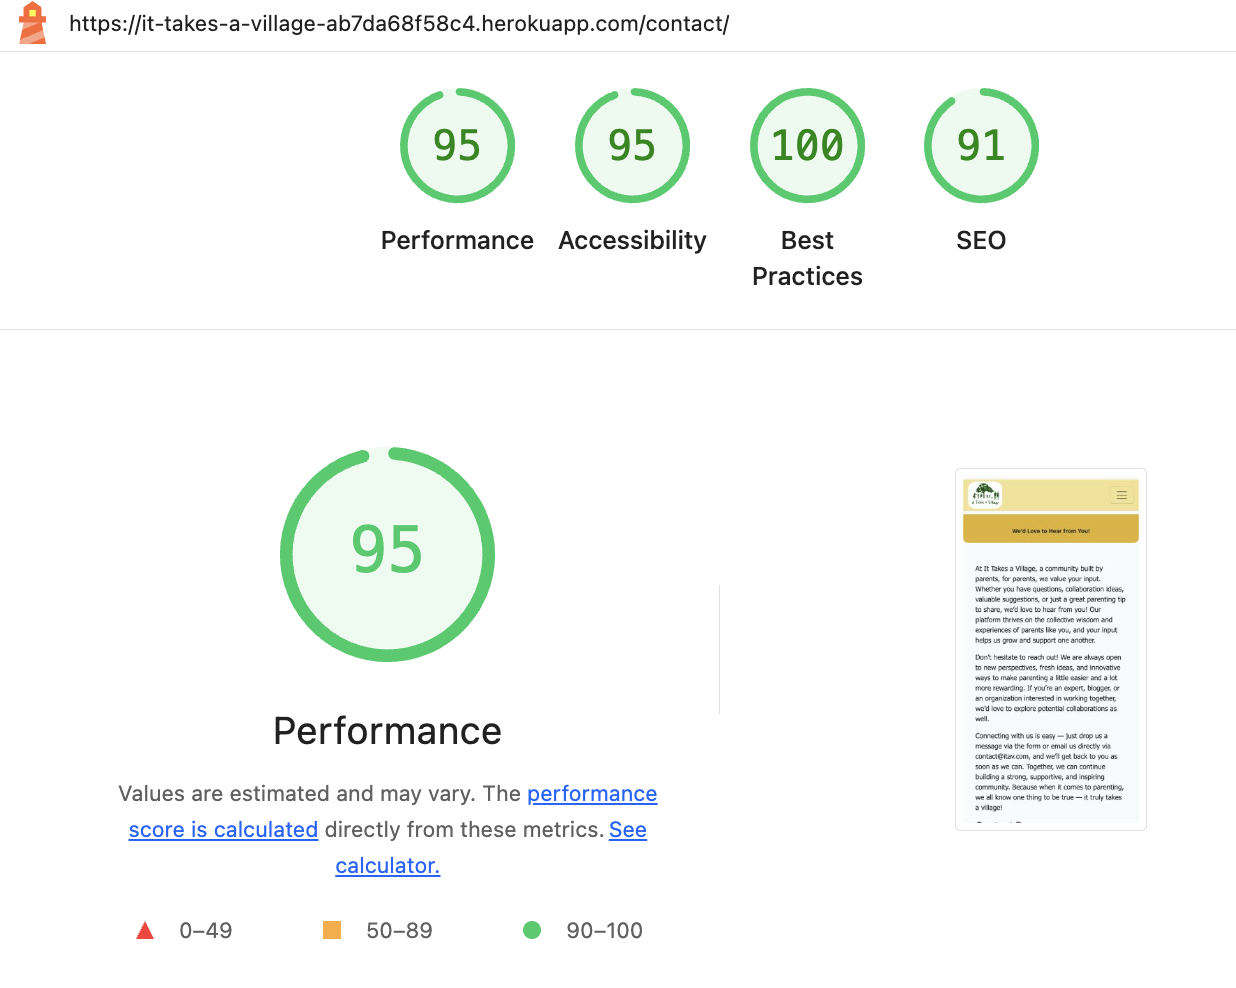 https://it-takes-a-village-ab7da68f58c4.herokuapp.com/contact/
95
95
100
91
Performance
Accessibility
Best
Practices
SEO
95
Performance
Values are estimated and may vary. The performance
score is calculated directly from these metrics. See
calculator.
0–49
50–89
90–100
It Takes a Village
We'd Love to Hear from You!
At It Takes a Village, a community built by
parents, for parents, we value your input.
Whether you have questions, collaboration ideas,
valuable suggestions, or just a great parenting tip
to share, we'd love to hear from you! Our
platform thrives on the collective wisdom and
experiences of parents like you, and your input
helps us grow and support one another.
Don't hesitate to reach out! We are always open
to new perspectives, fresh ideas, and innovative
ways to make parenting a little easier and a lot
more rewarding. If you're an expert, blogger, or
an organization interested in working together,
we'd love to explore potential collaborations as
well.
Connecting with us is easy — just drop us a
message via the form or email us directly via
contact@itav.com, and we'll get back to you as
soon as we can. Together, we can continue
building a strong, supportive, and inspiring
community. Because when it comes to parenting,
we all know one thing to be true — it truly takes
a village!